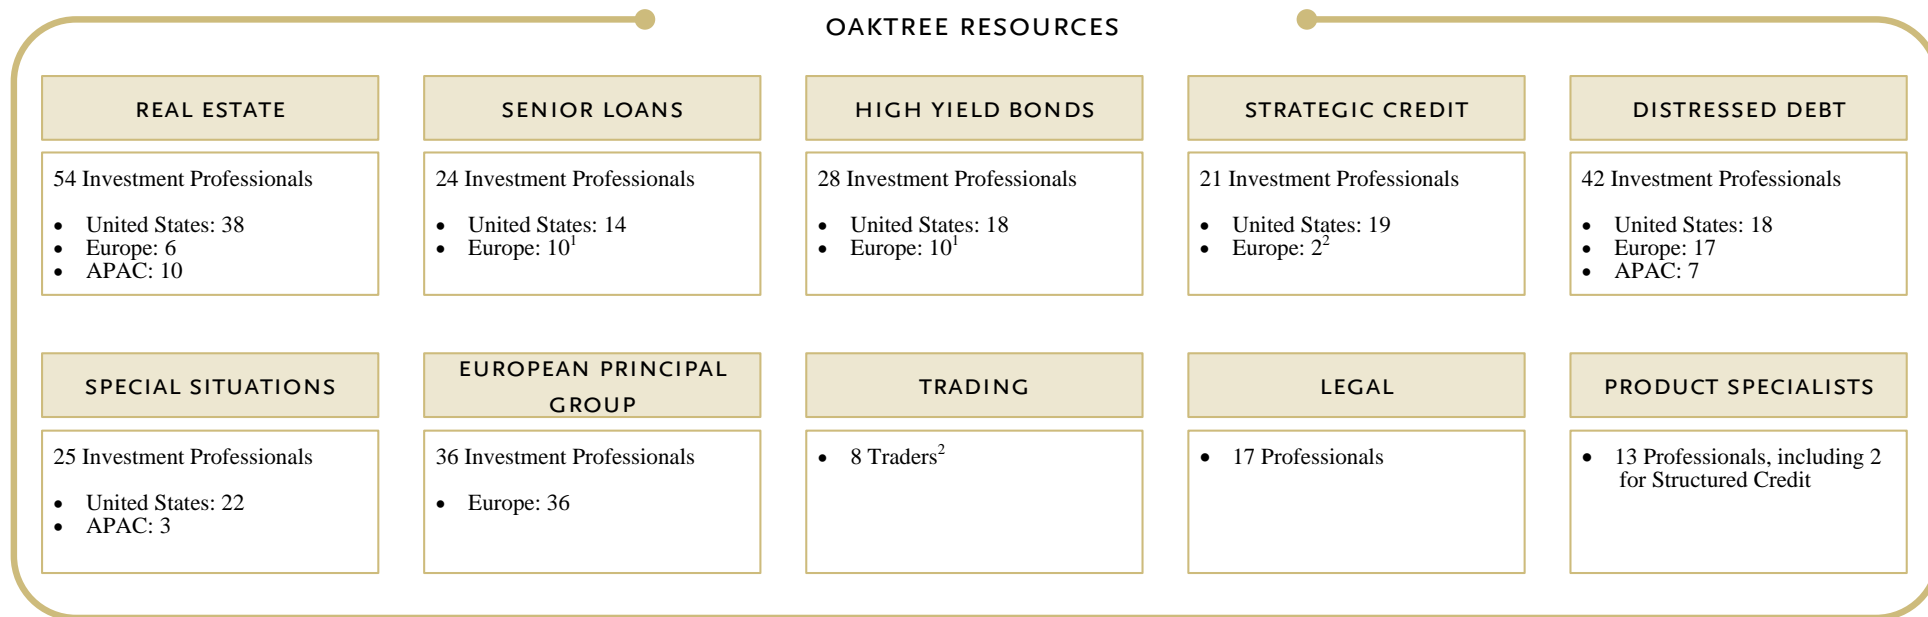 OAKTREE RESOURCES
REAL ESTATE
54 Investment Professionals
• United States: 38
• Europe: 6
• APAC: 10
SENIOR LOANS
24 Investment Professionals
• United States: 14
• Europe: 10¹
HIGH YIELD BONDS
28 Investment Professionals
• United States: 18
• Europe: 10¹
STRATEGIC CREDIT
21 Investment Professionals
• United States: 19
• Europe: 2²
DISTRESSED DEBT
42 Investment Professionals
• United States: 18
• Europe: 17
• APAC: 7
SPECIAL SITUATIONS
25 Investment Professionals
• United States: 22
• APAC: 3
EUROPEAN PRINCIPAL
GROUP
36 Investment Professionals
• Europe: 36
TRADING
• 8 Traders²
LEGAL
• 17 Professionals
PRODUCT SPECIALISTS
• 13 Professionals, including 2
for Structured Credit